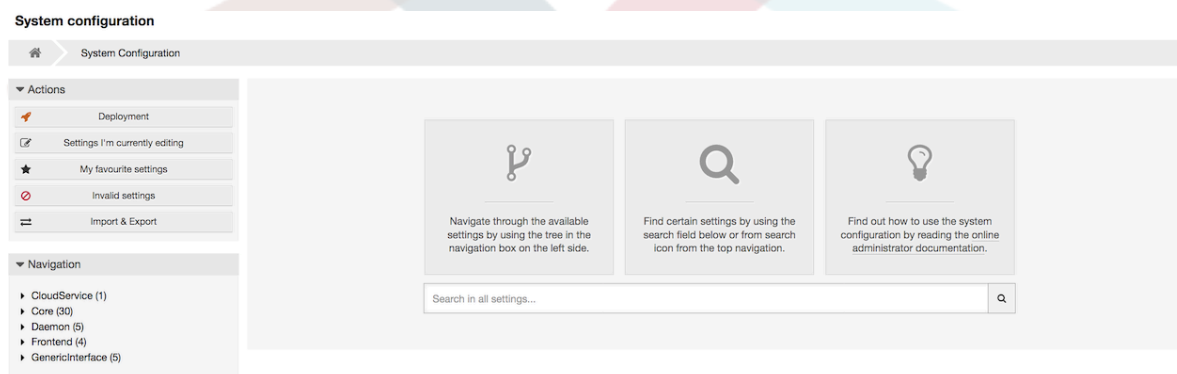 System configuration
System Configuration
Actions
Deployment
Settings I'm currently editing
My favourite settings
Invalid settings
Import & Export
Navigation
CloudService (1)
Core (30)
Daemon (5)
Frontend (4)
GenericInterface (5)
Navigate through the available
settings by using the tree in the
navigation box on the left side.
Find certain settings by using the
search field below or from search
icon from the top navigation.
Find out how to use the system
configuration by reading the online
administrator documentation.
Search in all settings...